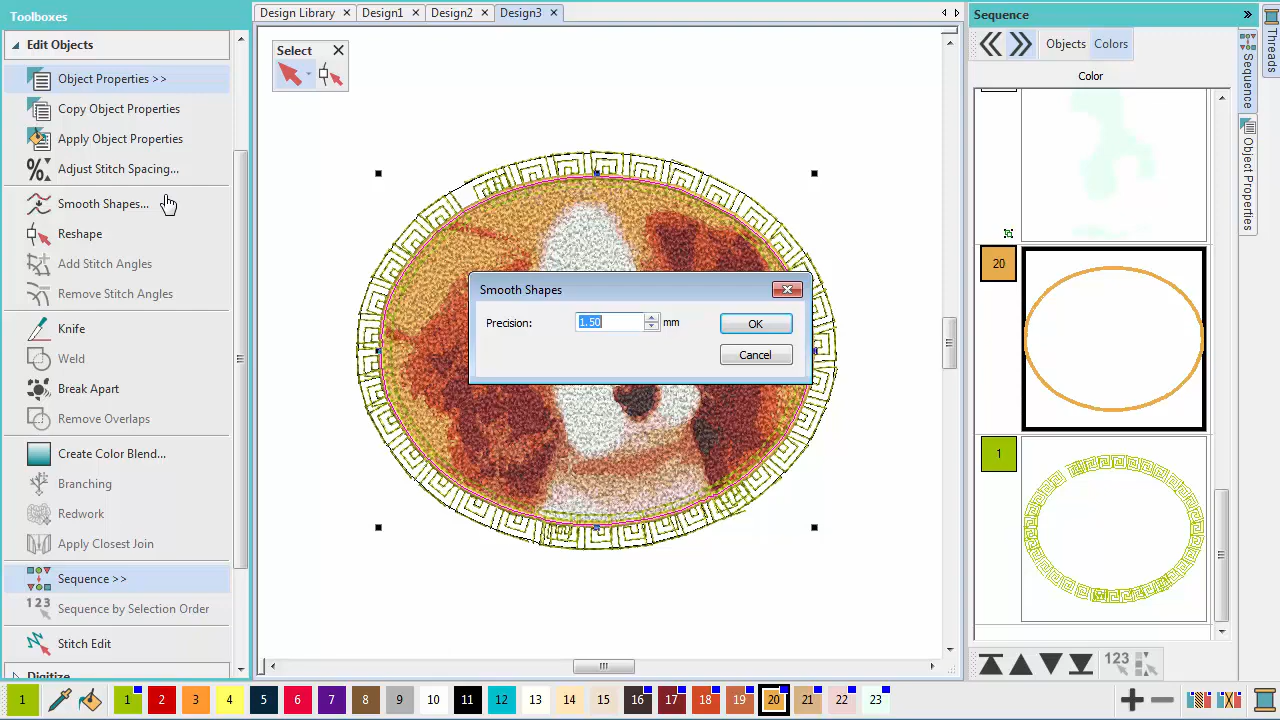 Toolboxes
Edit Objects
Object Properties >>
Copy Object Properties
Apply Object Properties
Adjust Stitch Spacing...
Smooth Shapes...
Reshape
Add Stitch Angles
Remove Stitch Angles
Knife
Weld
Break Apart
Remove Overlaps
Create Color Blend...
Branching
Redwork
Apply Closest Join
Sequence >>
123 Sequence by Selection Order
Stitch Edit
Digitize
Design Library
Design1
Design2
Design3
Select
Smooth Shapes
Precision:
1.50
mm
OK
Cancel
Sequence
Objects
Colors
Color
20
1
123
Threads
Sequence
Object Properties
1
1 2 3 4 5 6 7 8 9 10 11 12 13 14 15 16 17 18 19 20 21 22 23